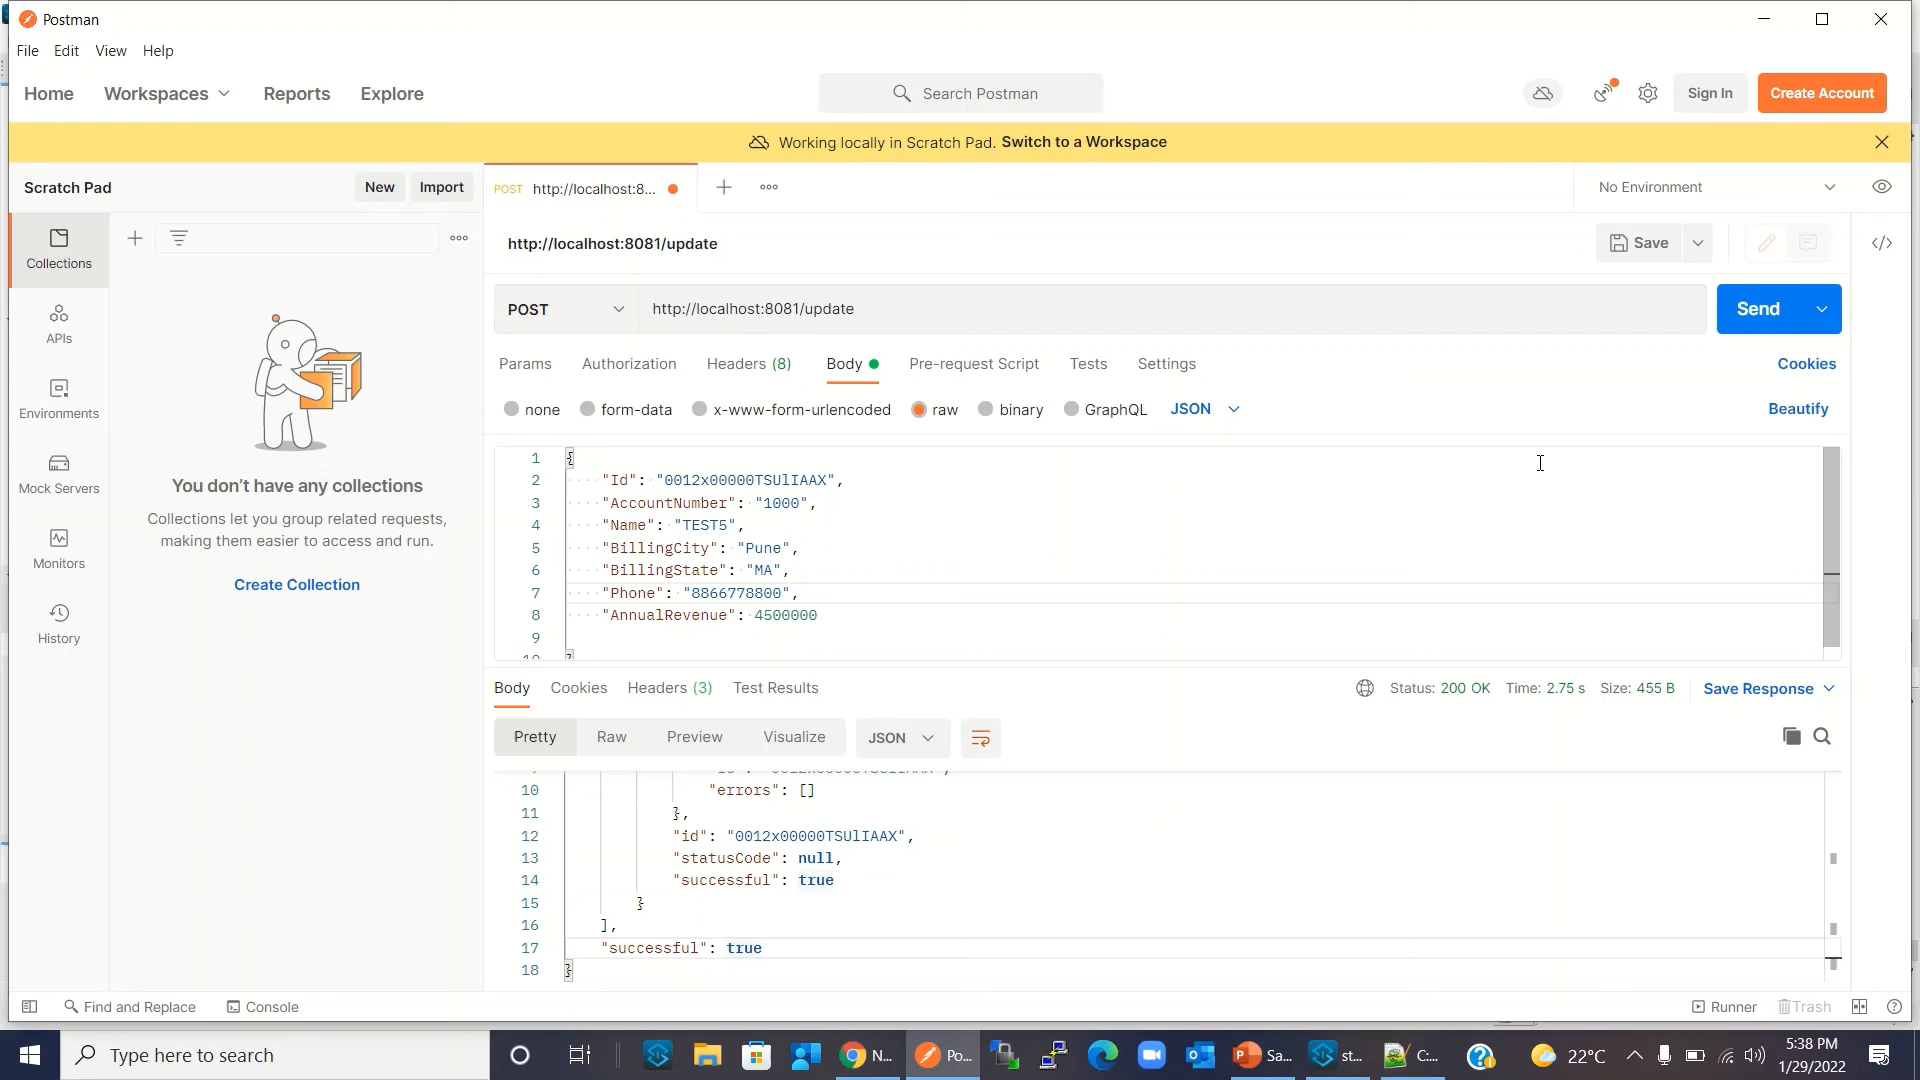 Postman
File Edit View Help
Home Workspaces Reports Explore
Search Postman
Sign In
Create Account
Working locally in Scratch Pad. Switch to a Workspace
Scratch Pad
New
Import
POST http://localhost:8...
No Environment
Collections
APIs
Environments
Mock Servers
Monitors
History
You don't have any collections
Collections let you group related requests,
making them easier to access and run.
Create Collection
http://localhost:8081/update
Save
POST http://localhost:8081/update
Send
Params Authorization Headers (8) Body Pre-request Script Tests Settings
Cookies
none form-data x-www-form-urlencoded raw binary GraphQL JSON
Beautify
1 {
2 "Id": "0012x00000TSUlIAAX",
3 "AccountNumber": "1000",
4 "Name": "TEST5",
5 "BillingCity": "Pune",
6 "BillingState": "MA",
7 "Phone": "8866778800",
8 "AnnualRevenue": 4500000
9
10 }
Body Cookies Headers (3) Test Results
Status: 200 OK Time: 2.75 s Size: 455 B
Save Response
Pretty Raw Preview Visualize JSON
10 "errors": []
11 },
12 "id": "0012x00000TSUlIAAX",
13 "statusCode": null,
14 "successful": true
15 }
16 ],
17 "successful": true
18 }
Find and Replace
Console
Runner
Trash
Type here to search
N...
Po...
Sa...
st...
C:...
22°C
5:38 PM
1/29/2022